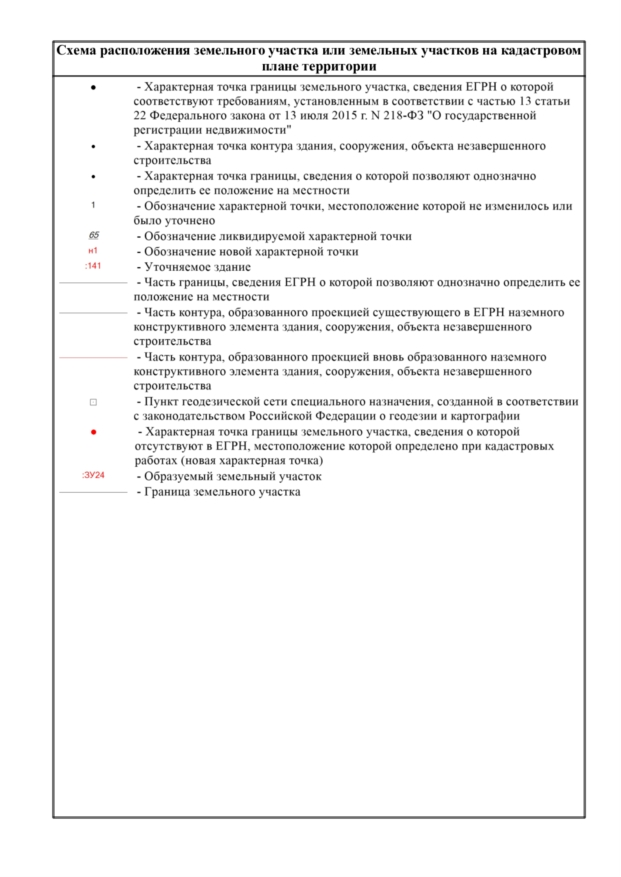 Схема расположения земельного участка или земельных участков на кадастровом
плане территории
- Характерная точка границы земельного участка, сведения ЕГРН о которой
соответствуют требованиям, установленным в соответствии с частью 13 статьи
22 Федерального закона от 13 июля 2015 г. N 218-ФЗ "О государственной
регистрации недвижимости"
- Характерная точка контура здания, сооружения, объекта незавершенного
строительства
- Характерная точка границы, сведения о которой позволяют однозначно
определить ее положение на местности
1 - Обозначение характерной точки, местоположение которой не изменилось или
было уточнено
65 - Обозначение ликвидируемой характерной точки
н1 - Обозначение новой характерной точки
:141 - Уточняемое здание
- Часть границы, сведения ЕГРН о которой позволяют однозначно определить ее
положение на местности
- Часть контура, образованного проекцией существующего в ЕГРН наземного
конструктивного элемента здания, сооружения, объекта незавершенного
строительства
- Часть контура, образованного проекцией вновь образованного наземного
конструктивного элемента здания, сооружения, объекта незавершенного
строительства
- Пункт геодезической сети специального назначения, созданной в соответствии
с законодательством Российской Федерации о геодезии и картографии
- Характерная точка границы земельного участка, сведения о которой
отсутствуют в ЕГРН, местоположение которой определено при кадастровых
работах (новая характерная точка)
:ЗУ24 - Образуемый земельный участок
- Граница земельного участка